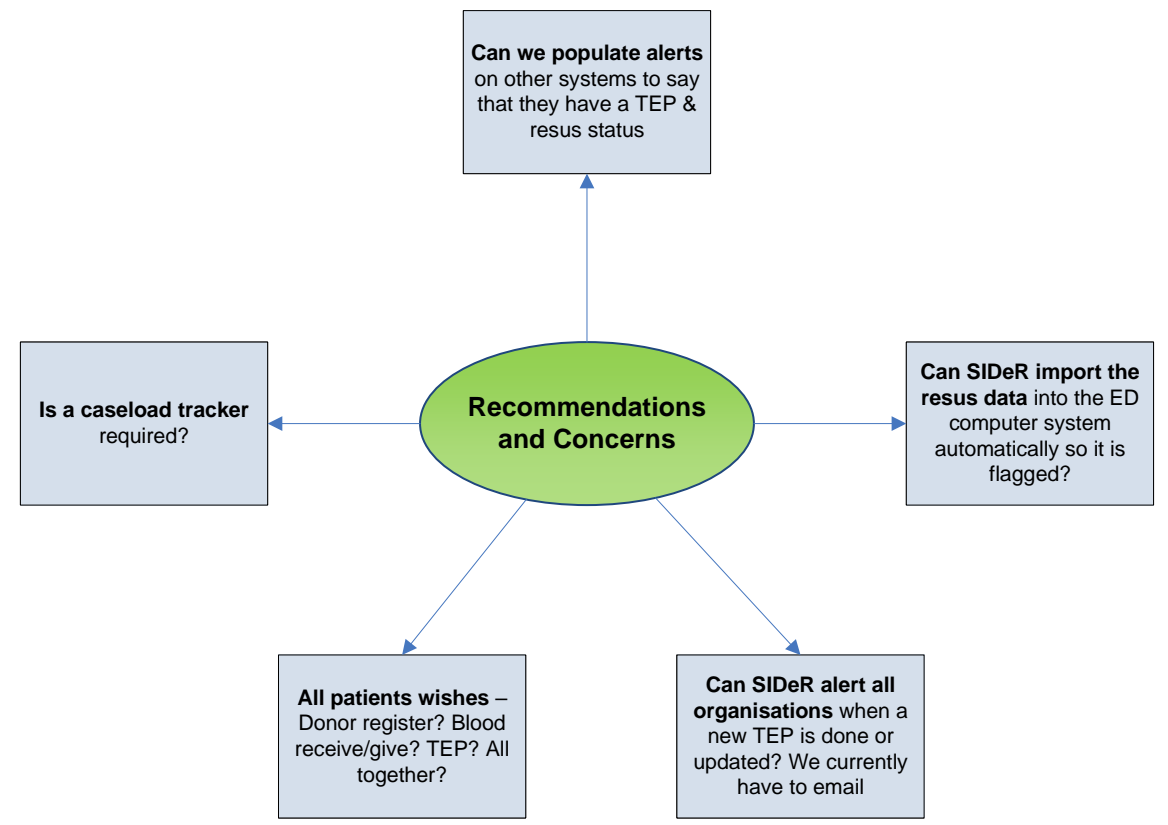 Can we populate alerts
on other systems to say
that they have a TEP &
resus status
Is a caseload tracker
required?
Recommendations
and Concerns
Can SIDeR import the
resus data into the ED
computer system
automatically so it is
flagged?
All patients wishes –
Donor register? Blood
receive/give? TEP? All
together?
Can SIDeR alert all
organisations when a
new TEP is done or
updated? We currently
have to email